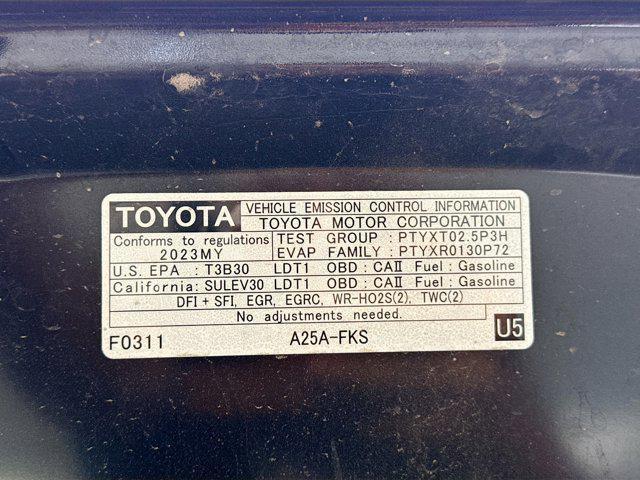 TOYOTA VEHICLE EMISSION CONTROL INFORMATION
TOYOTA MOTOR CORPORATION
Conforms to regulations
2023MY
TEST GROUP : PTYXT02.5P3H
EVAP FAMILY : PTYXR0130P72
U.S. EPA : T3B30 LDT1 OBD : CAII Fuel : Gasoline
California: SULEV30 LDT1 OBD : CAII Fuel : Gasoline
DFI + SFI, EGR, EGRC, WR-HO2S(2), TWC(2)
No adjustments needed.
F0311 A25A-FKS U5